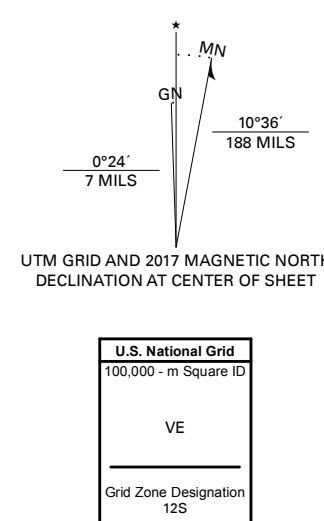 ★
MN
GN
10°36´
188 MILS
0°24´
7 MILS
UTM GRID AND 2017 MAGNETIC NORTH
DECLINATION AT CENTER OF SHEET
U.S. National Grid
100,000 - m Square ID
VE
Grid Zone Designation
12S